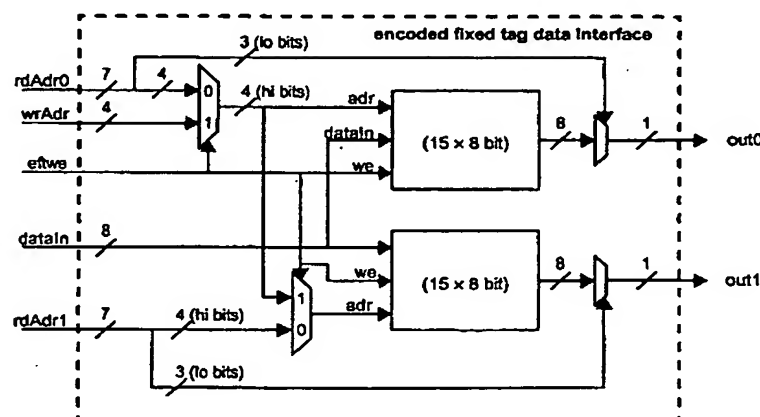 encoded fixed tag data interface
3 (lo bits)
rdAdr0 7 4 0 4 (hi bits) adr
wrAdr 4 1
dataIn (15 × 8 bit) 8 1 out0
eftwe we
dataIn 8
we (15 × 8 bit) 8 1 out1
1
adr
rdAdr1 7 4 (hi bits) 0
3 (lo bits)